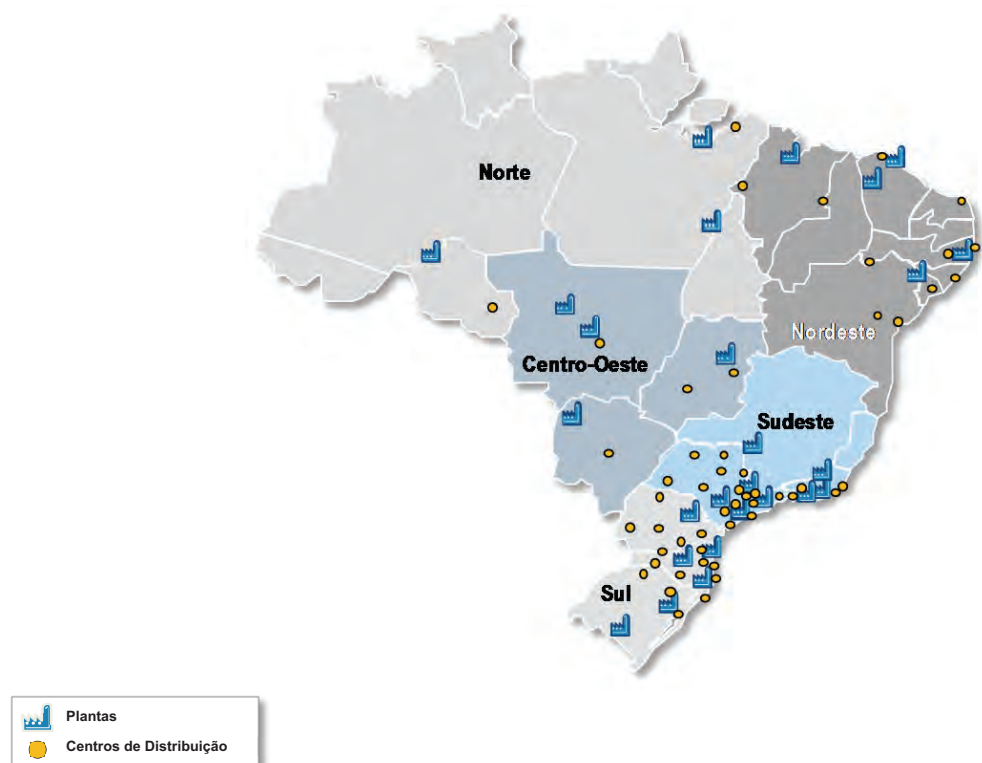 Norte
Nordeste
Centro-Oeste
Sudeste
Sul
Plantas
Centros de Distribuição